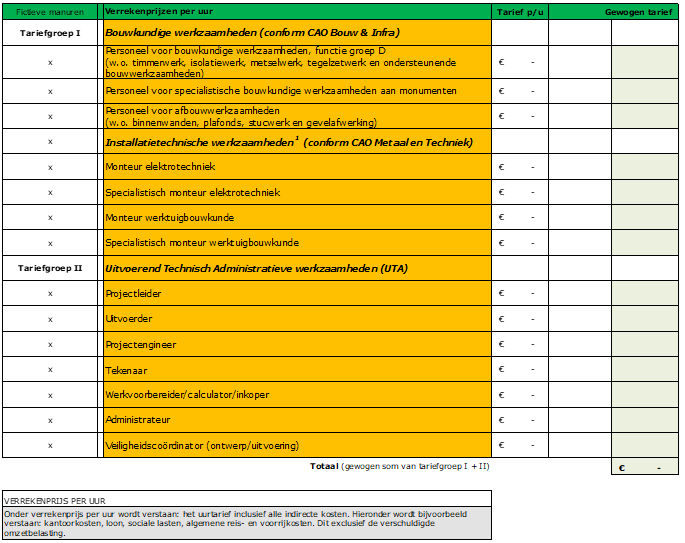 Fictieve manuren Verrekenprijzen per uur Tarief p/u Gewogen tarief
Tariefgroep I Bouwkundige werkzaamheden (conform CAO Bouw & Infra)
Personeel voor bouwkundige werkzaamheden, functie groep D
x (w.o. timmerwerk, isolatiewerk, metselwerk, tegelzetwerk en ondersteunende € -
bouwwerkzaamheden)
x Personeel voor specialistische bouwkundige werkzaamheden aan monumenten € -
Personeel voor afbouwwerkzaamheden
x (w.o. binnenwanden, plafonds, stucwerk en gevelafwerking) € -
x Installatietechnische werkzaamheden¹ (conform CAO Metaal en Techniek)
x Monteur elektrotechniek € -
x Specialistisch monteur elektrotechniek € -
x Monteur werktuigbouwkunde € -
x Specialistisch monteur werktuigbouwkunde € -
Tariefgroep II Uitvoerend Technisch Administratieve werkzaamheden (UTA)
x Projectleider € -
x Uitvoerder € -
x Projectengineer € -
x Tekenaar € -
x Werkvoorbereider/calculator/inkoper € -
x Administrateur € -
x Veiligheidscoördinator (ontwerp/uitvoering) € -
Totaal (gewogen som van tariefgroep I + II) € -
VERREKENPRIJS PER UUR
Onder verrekenprijs per uur wordt verstaan: het uurtarief inclusief alle indirecte kosten. Hieronder wordt bijvoorbeeld
verstaan: kantoorkosten, loon, sociale lasten, algemene reis- en voorrijkosten. Dit exclusief de verschuldigde
omzetbelasting.